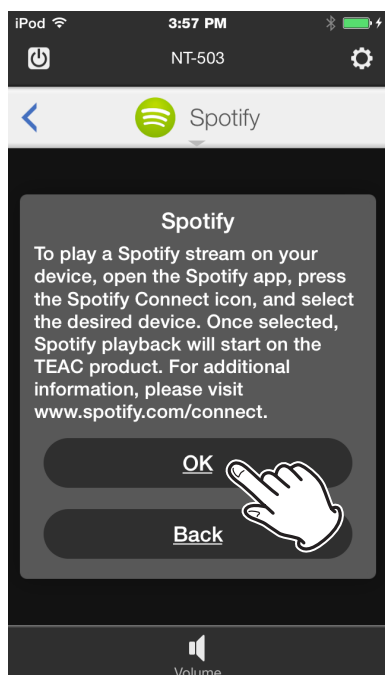 iPod 3:57 PM
NT-503
Spotify
Spotify
To play a Spotify stream on your
device, open the Spotify app, press
the Spotify Connect icon, and select
the desired device. Once selected,
Spotify playback will start on the
TEAC product. For additional
information, please visit
www.spotify.com/connect.
OK
Back
Volume